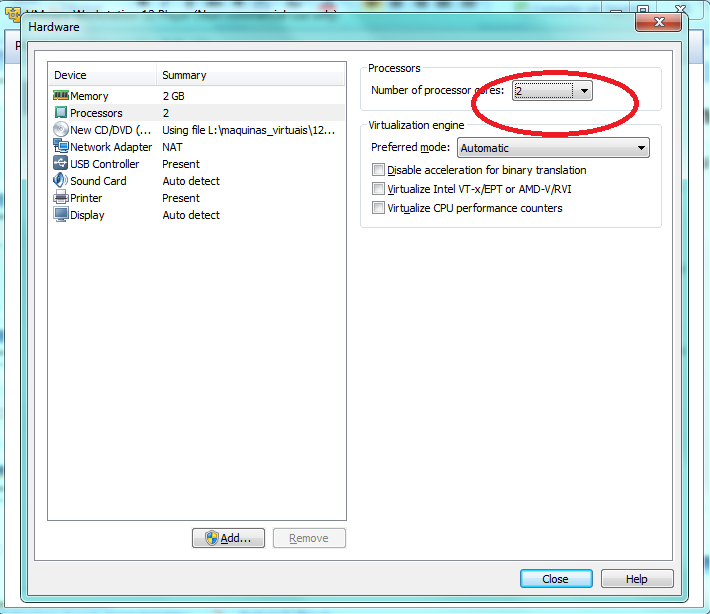 Hardware
Device Summary
Memory 2 GB
Processors 2
New CD/DVD (... Using file L:\maquinas_virtuais\12...
Network Adapter NAT
USB Controller Present
Sound Card Auto detect
Printer Present
Display Auto detect
Add...
Remove
Processors
Number of processor cores: 2
Virtualization engine
Preferred mode: Automatic
Disable acceleration for binary translation
Virtualize Intel VT-x/EPT or AMD-V/RVI
Virtualize CPU performance counters
Close
Help